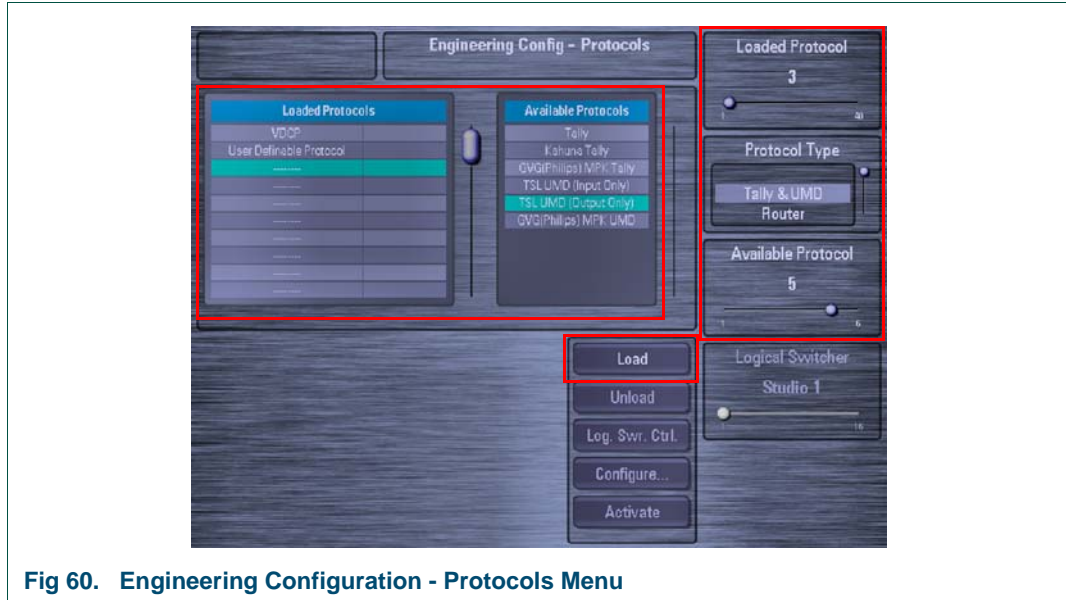 Engineering Config - Protocols
Loaded Protocols
VDCP
User Definable Protocol
--------
--------
--------
--------
--------
--------
--------
--------
Available Protocols
Tally
Kahuna Tally
GVG(Philips) MPK Tally
TSL UMD (Input Only)
TSL UMD (Output Only)
GVG(Philips) MPK UMD
Loaded Protocol
3
1 40
Protocol Type
Tally & UMD
Router
Available Protocol
5
1 6
Logical Switcher
Studio 1
1 16
Load
Unload
Log. Swr. Ctrl.
Configure...
Activate
Fig 60. Engineering Configuration - Protocols Menu